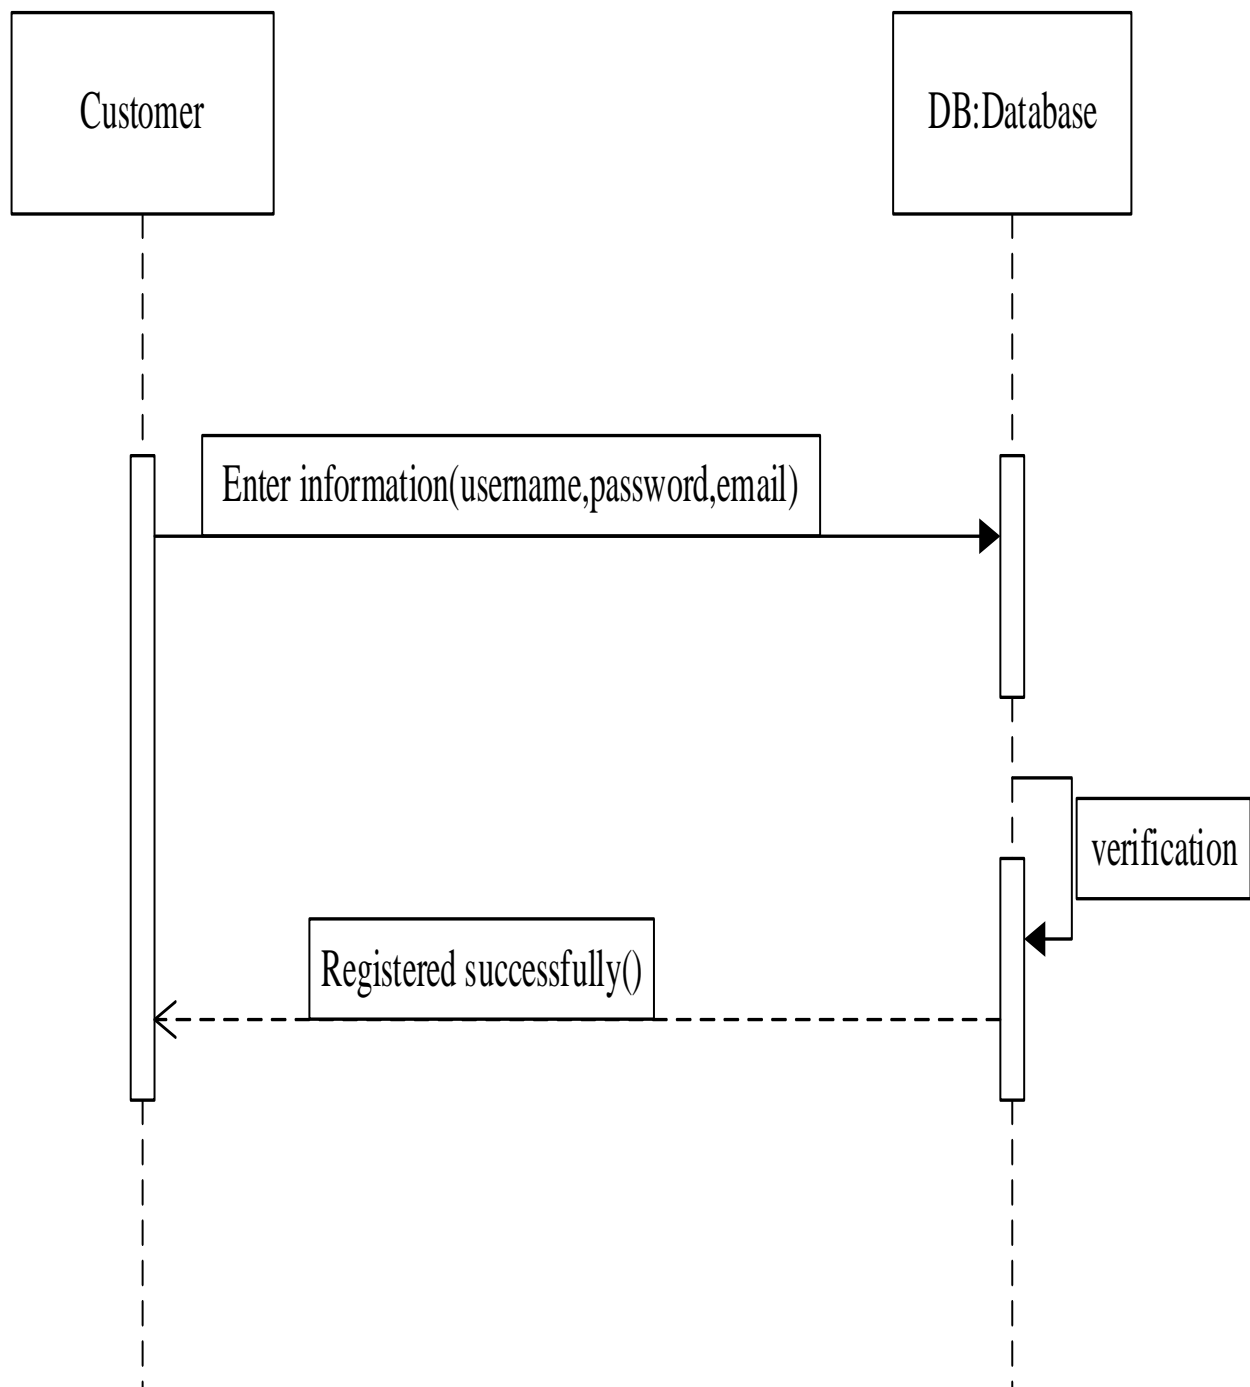 Customer
DB:Database
Enter information(username,password,email)
verification
Registered successfully()